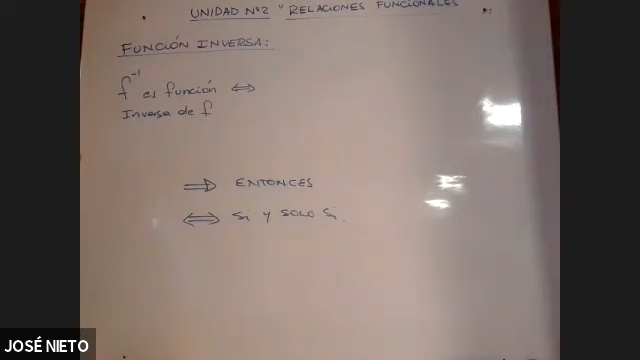 UNIDAD Nº2 "RELACIONES FUNCIONALES
FUNCIÓN INVERSA:
f⁻¹ es función ⇔
Inversa de f
⇒ ENTONCES
⇔ Si y SOLO Si.
JOSÉ NIETO